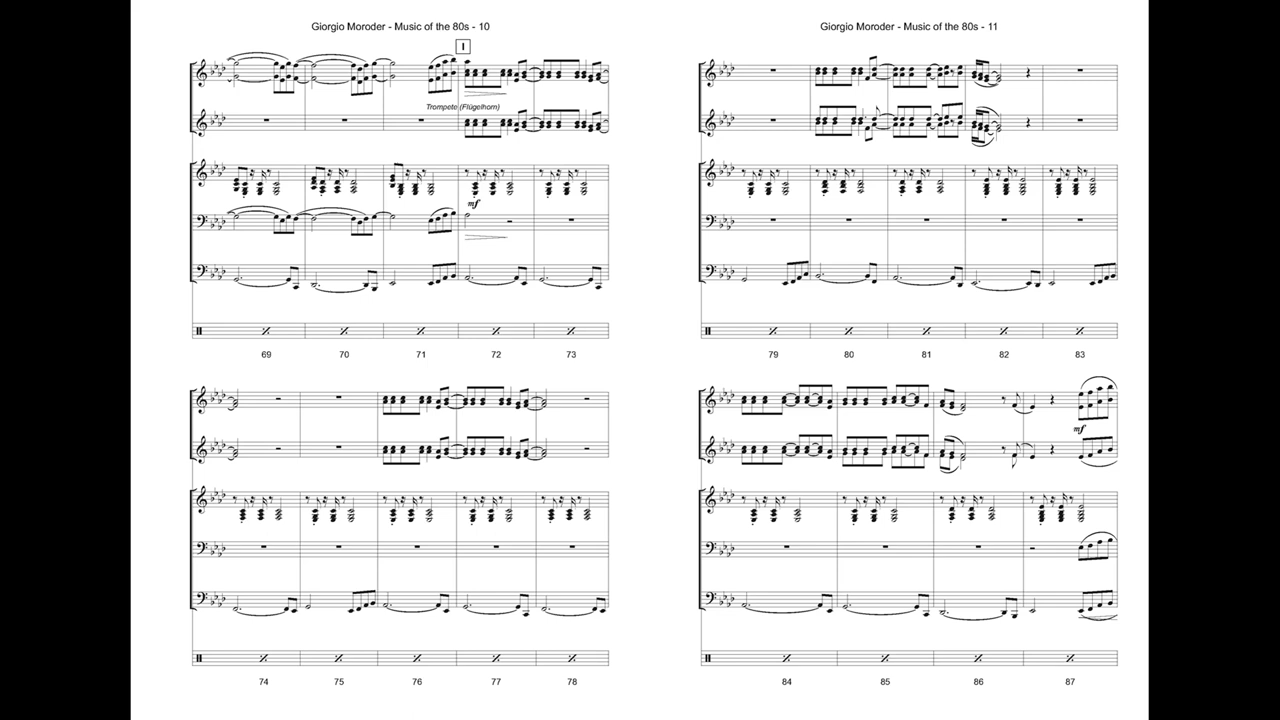 Giorgio Moroder - Music of the 80s - 10
I
Trompete (Flügelhorn)
mf
69 70 71 72 73
74 75 76 77 78
Giorgio Moroder - Music of the 80s - 11
79 80 81 82 83
mf
84 85 86 87